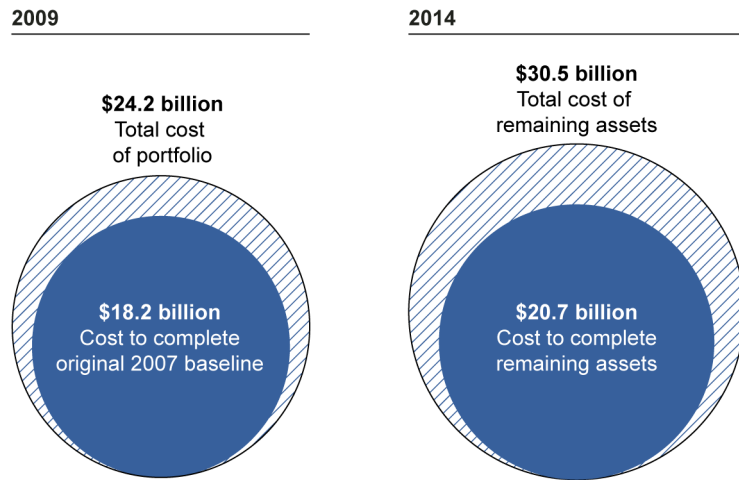 2009
$24.2 billion
Total cost
of portfolio
$18.2 billion
Cost to complete
original 2007 baseline
2014
$30.5 billion
Total cost of
remaining assets
$20.7 billion
Cost to complete
remaining assets